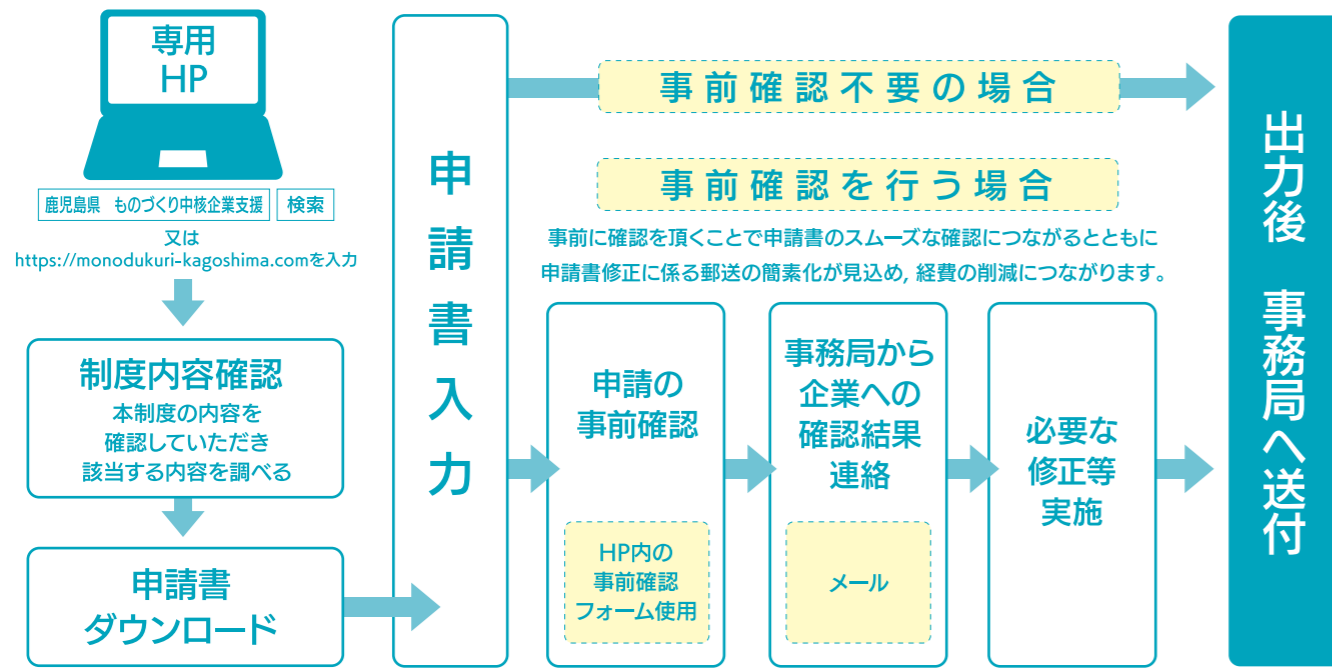 専用
HP
鹿児島県　ものづくり中核企業支援
検索
又は
https://monodukuri-kagoshima.comを入力
制度内容確認
本制度の内容を
確認していただき
該当する内容を調べる
申請書
ダウンロード
申請書入力
事前確認不要の場合
事前確認を行う場合
事前に確認を頂くことで申請書のスムーズな確認につながるとともに
申請書修正に係る郵送の簡素化が見込め, 経費の削減につながります。
申請の
事前確認
HP内の
事前確認
フォーム使用
事務局から
企業への
確認結果
連絡
メール
必要な
修正等
実施
出力後　事務局へ送付